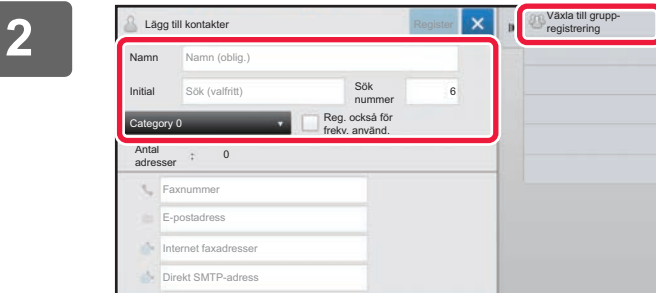 2
Lägg till kontakter
Register
Växla till grupp-
registrering
Namn
Namn (oblig.)
Initial
Sök (valfritt)
Sök
nummer
6
Category 0
Reg. också för
frekv. använd.
Antal
adresser
:
0
Faxnummer
E-postadress
Internet faxadresser
Direkt SMTP-adress